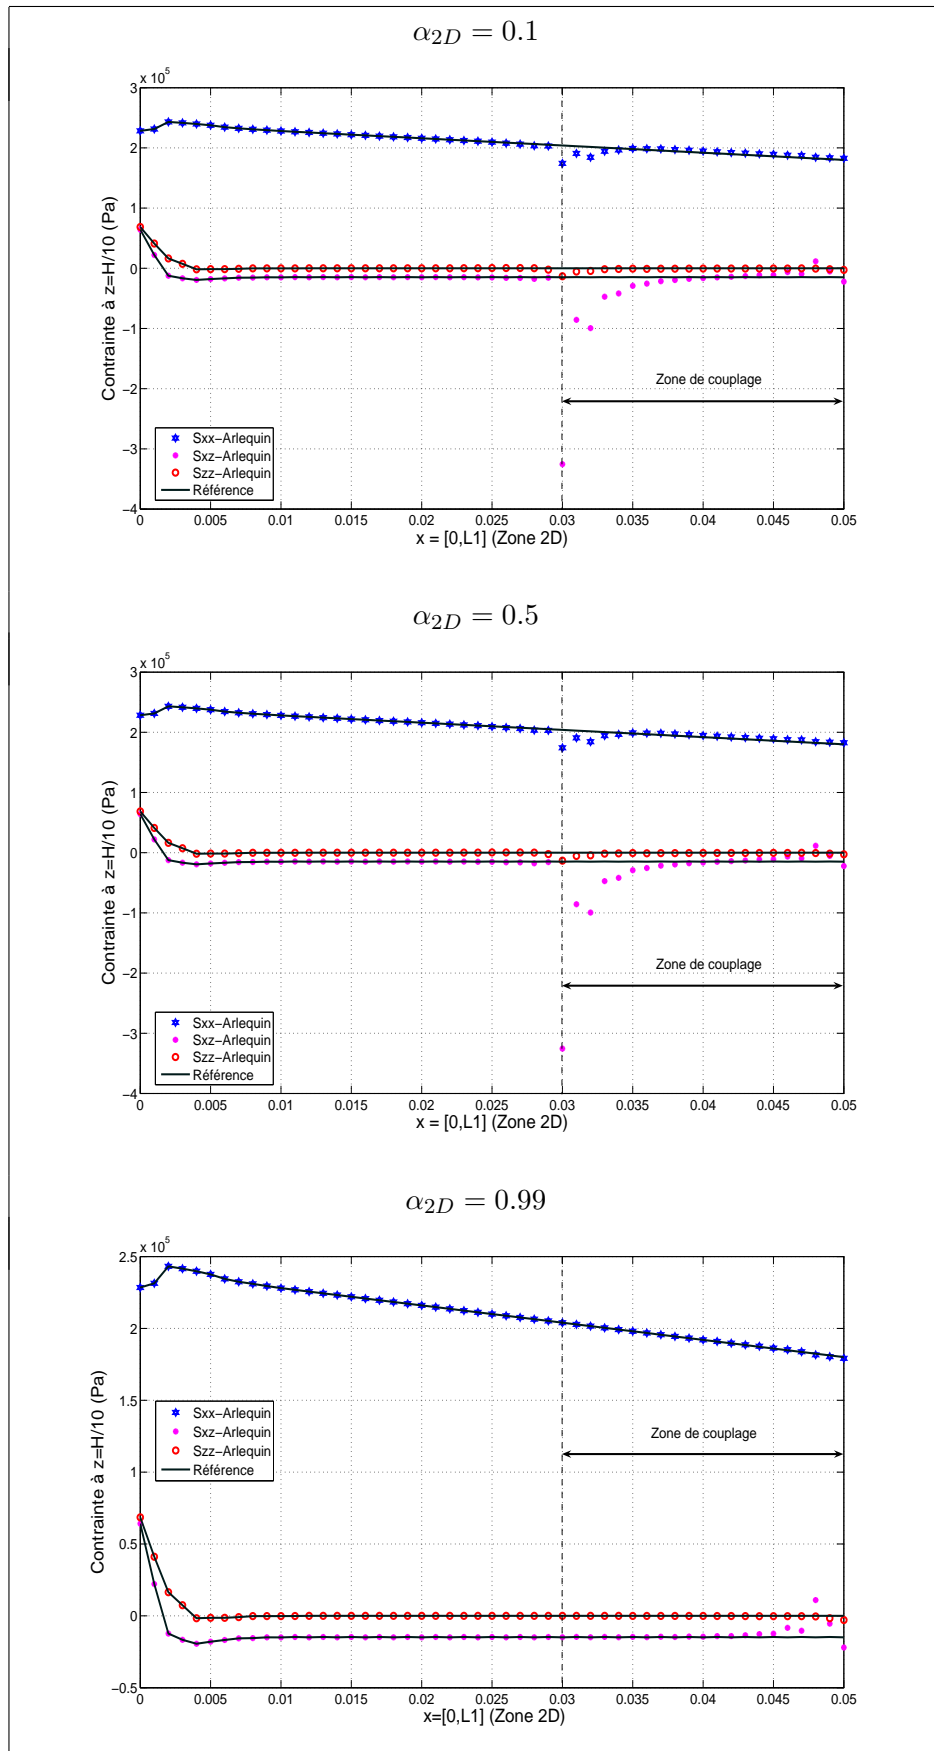 α2D = 0.1
x 10^5
3
2
1
0
−1
−2
−3
−4
Contrainte à z=H/10 (Pa)
Zone de couplage
Sxx−Arlequin
Sxz−Arlequin
Szz−Arlequin
Référence
0 0.005 0.01 0.015 0.02 0.025 0.03 0.035 0.04 0.045 0.05
x = [0,L1] (Zone 2D)
α2D = 0.5
x 10^5
3
2
1
0
−1
−2
−3
−4
Contrainte à z=H/10 (Pa)
Zone de couplage
Sxx−Arlequin
Sxz−Arlequin
Szz−Arlequin
Référence
0 0.005 0.01 0.015 0.02 0.025 0.03 0.035 0.04 0.045 0.05
x = [0,L1] (Zone 2D)
α2D = 0.99
x 10^5
2.5
2
1.5
1
0.5
0
−0.5
Contrainte à z=H/10 (Pa)
Sxx−Arlequin
Sxz−Arlequin
Szz−Arlequin
Référence
Zone de couplage
0 0.005 0.01 0.015 0.02 0.025 0.03 0.035 0.04 0.045 0.05
x=[0,L1] (Zone 2D)